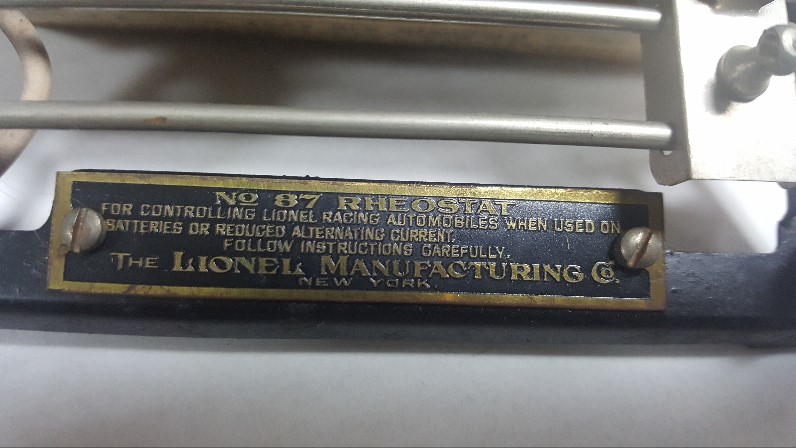 No 87 RHEOSTAT
FOR CONTROLLING LIONEL RACING AUTOMOBILES WHEN USED ON
BATTERIES OR REDUCED ALTERNATING CURRENT.
FOLLOW INSTRUCTIONS CAREFULLY.
THE LIONEL MANUFACTURING Co.
NEW YORK.